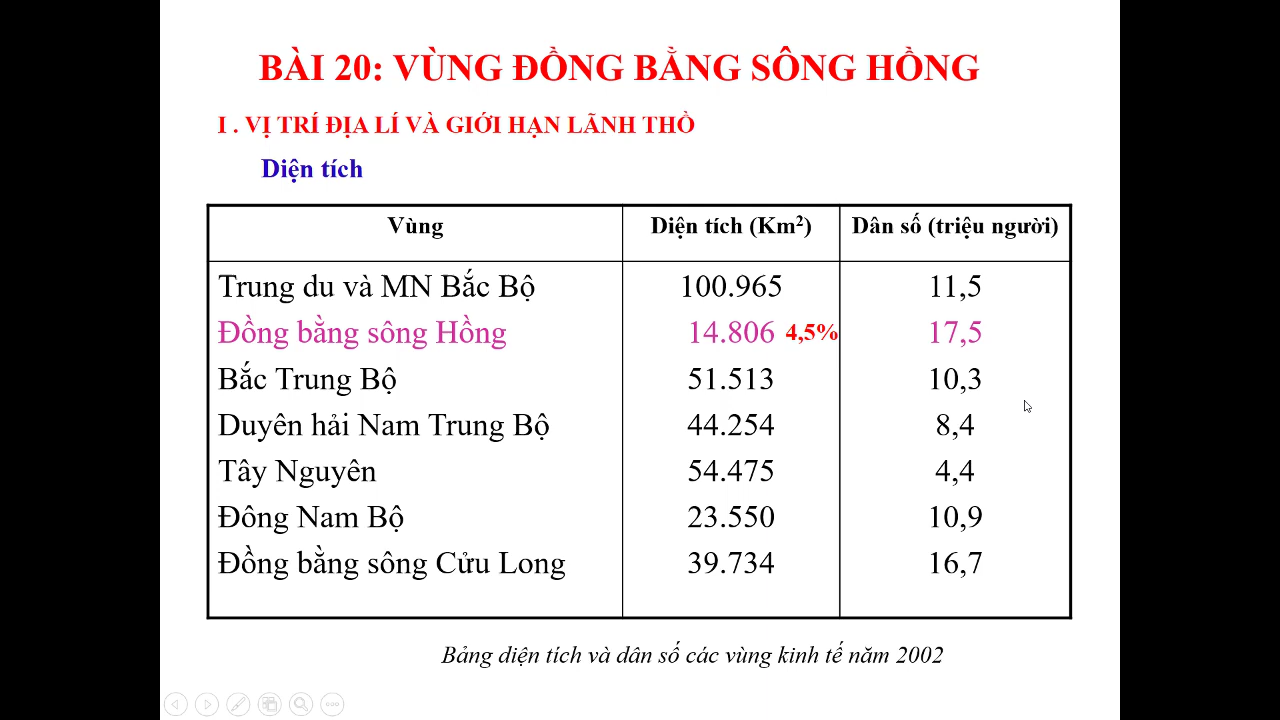 BÀI 20: VÙNG ĐỒNG BẰNG SÔNG HỒNG
I . VỊ TRÍ ĐỊA LÍ VÀ GIỚI HẠN LÃNH THỔ
Diện tích
Vùng Diện tích (Km²) Dân số (triệu người)
Trung du và MN Bắc Bộ 100.965 11,5
Đồng bằng sông Hồng 14.806 4,5% 17,5
Bắc Trung Bộ 51.513 10,3
Duyên hải Nam Trung Bộ 44.254 8,4
Tây Nguyên 54.475 4,4
Đông Nam Bộ 23.550 10,9
Đồng bằng sông Cửu Long 39.734 16,7
Bảng diện tích và dân số các vùng kinh tế năm 2002